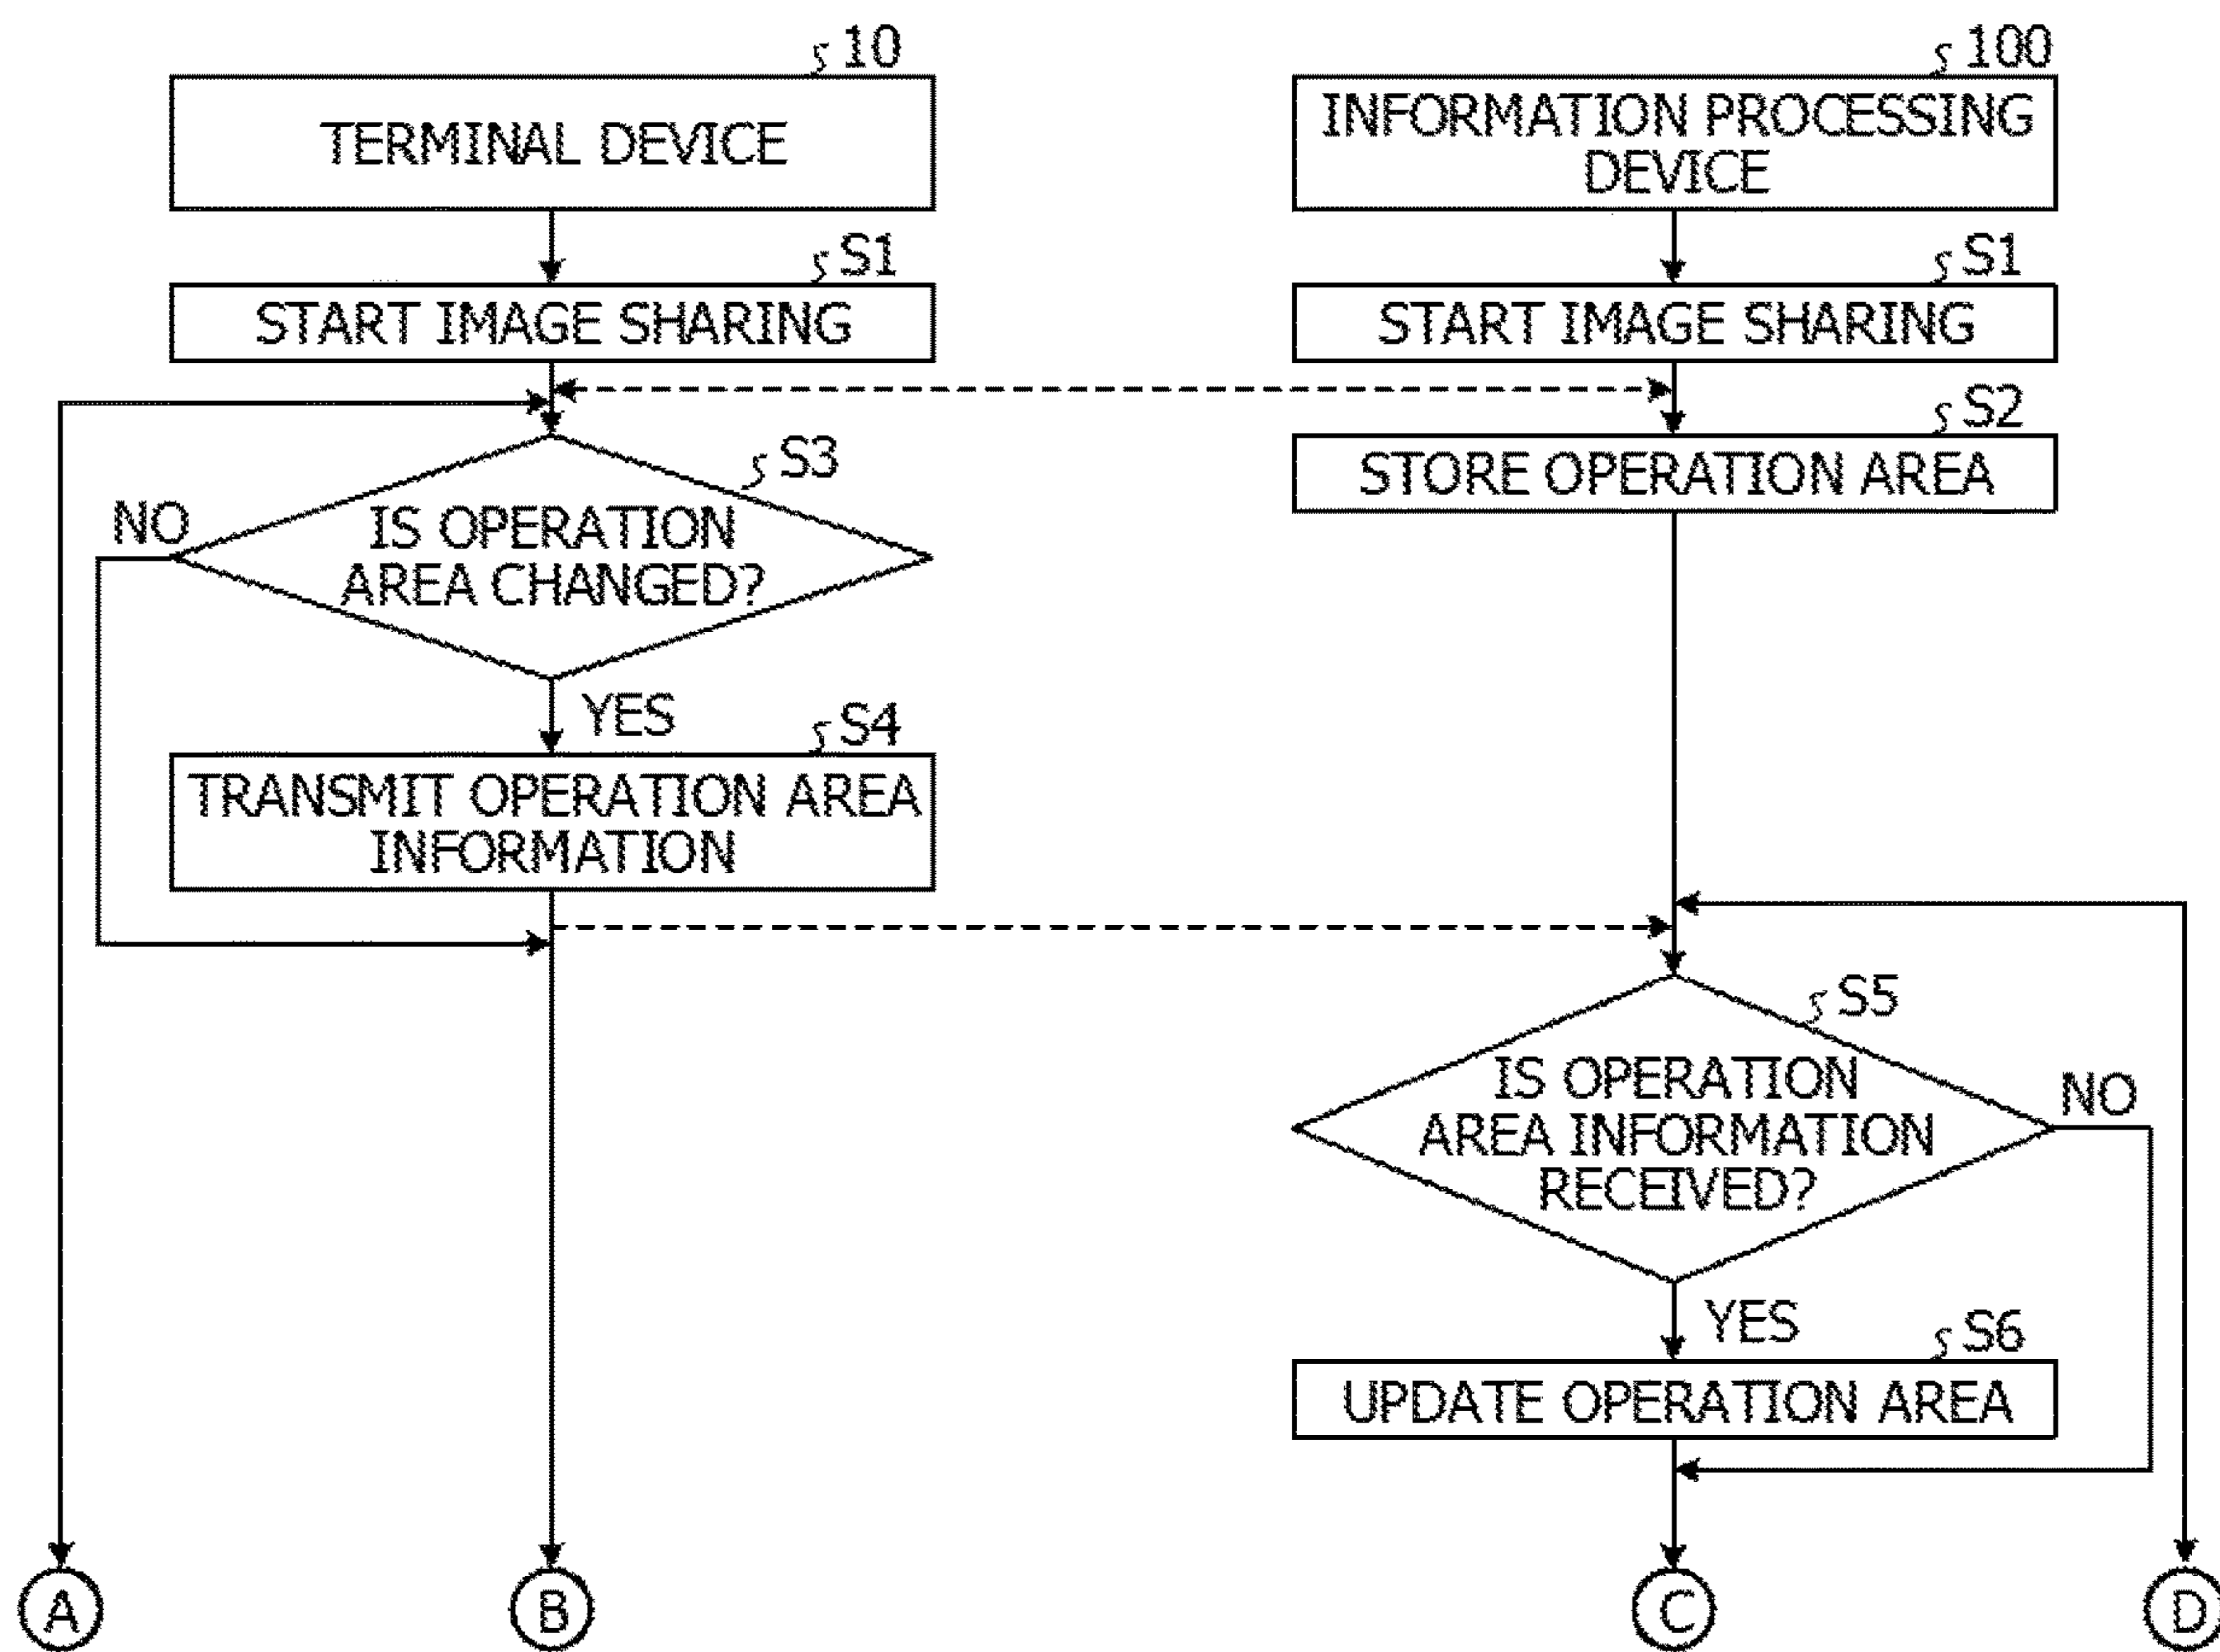 10
TERMINAL DEVICE
100
INFORMATION PROCESSING
DEVICE
S1
START IMAGE SHARING
S1
START IMAGE SHARING
S2
STORE OPERATION AREA
S3
NO
IS OPERATION
AREA CHANGED?
YES
S4
TRANSMIT OPERATION AREA
INFORMATION
S5
IS OPERATION
AREA INFORMATION
RECEIVED?
NO
YES
S6
UPDATE OPERATION AREA
A
B
C
D